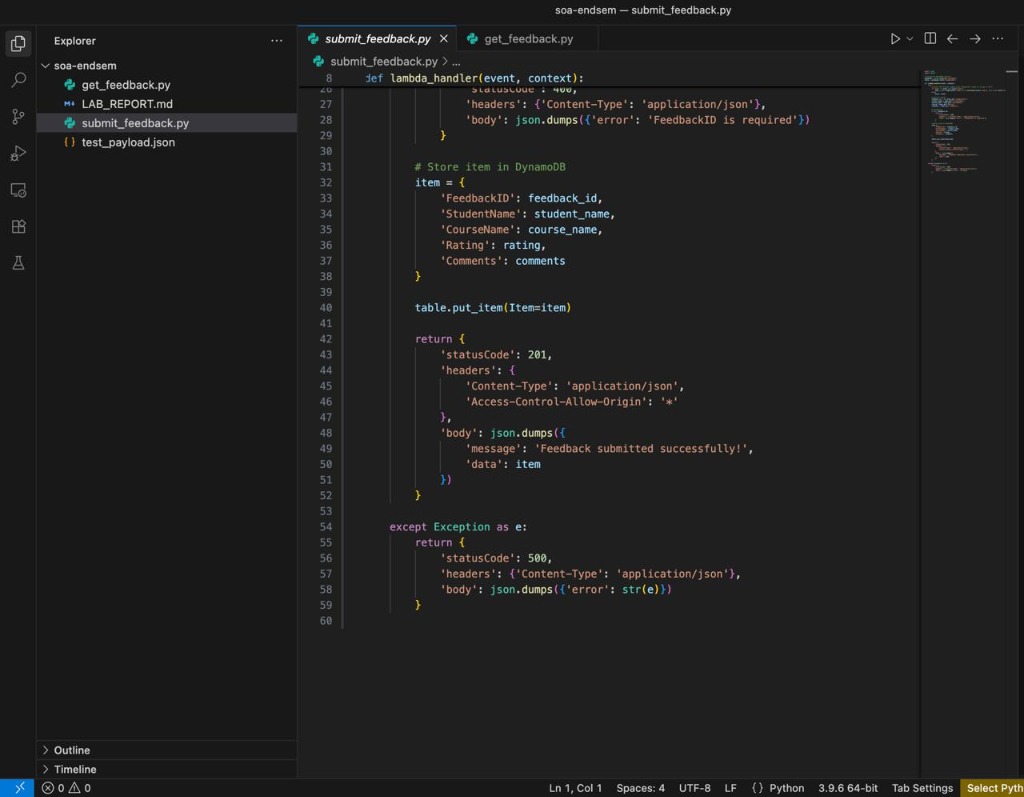 soa-endsem — submit_feedback.py
Explorer
soa-endsem
get_feedback.py
LAB_REPORT.md
submit_feedback.py
test_payload.json
Outline
Timeline
submit_feedback.py
get_feedback.py
submit_feedback.py > ...
8 def lambda_handler(event, context):
26 'statusCode': 400,
27 'headers': {'Content-Type': 'application/json'},
28 'body': json.dumps({'error': 'FeedbackID is required'})
29 }
30
31 # Store item in DynamoDB
32 item = {
33 'FeedbackID': feedback_id,
34 'StudentName': student_name,
35 'CourseName': course_name,
36 'Rating': rating,
37 'Comments': comments
38 }
39
40 table.put_item(Item=item)
41
42 return {
43 'statusCode': 201,
44 'headers': {
45 'Content-Type': 'application/json',
46 'Access-Control-Allow-Origin': '*'
47 },
48 'body': json.dumps({
49 'message': 'Feedback submitted successfully!',
50 'data': item
51 })
52 }
53
54 except Exception as e:
55 return {
56 'statusCode': 500,
57 'headers': {'Content-Type': 'application/json'},
58 'body': json.dumps({'error': str(e)})
59 }
60
0 0 Ln 1, Col 1 Spaces: 4 UTF-8 LF {} Python 3.9.6 64-bit Tab Settings Select Pyth